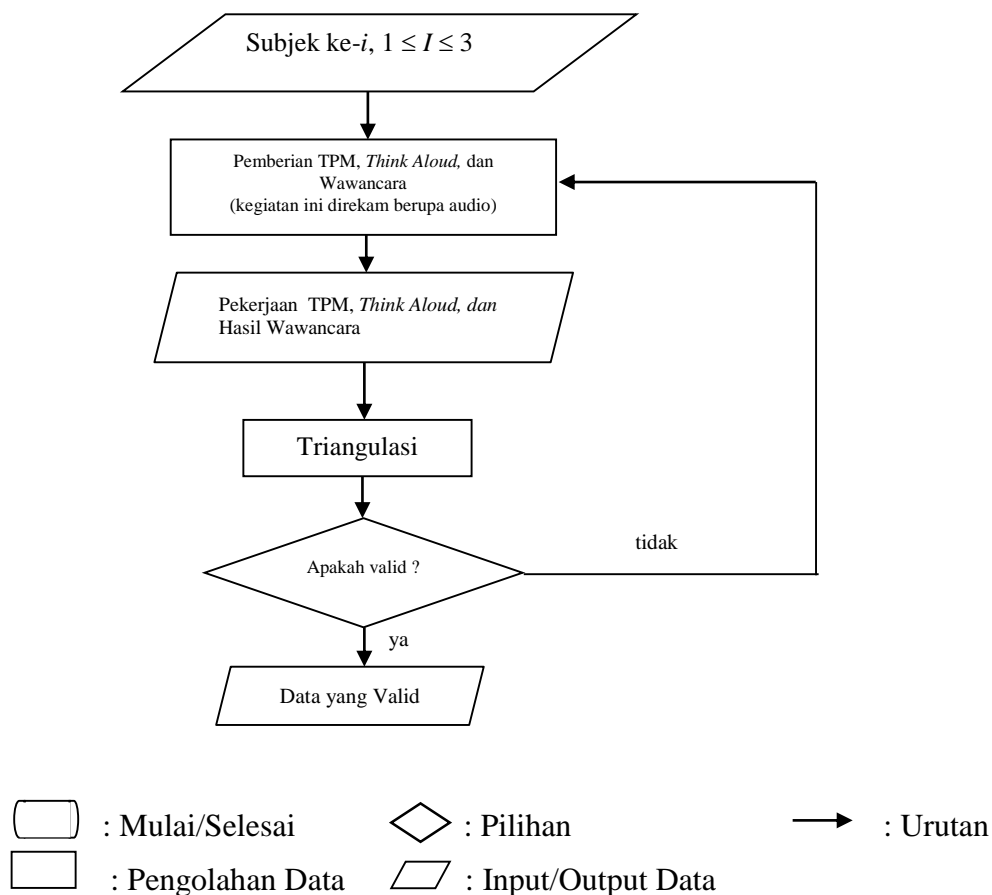 Subjek ke-i, 1 ≤ I ≤ 3
Pemberian TPM, Think Aloud, dan
Wawancara
(kegiatan ini direkam berupa audio)
Pekerjaan TPM, Think Aloud, dan
Hasil Wawancara
Triangulasi
Apakah valid ?
tidak
ya
Data yang Valid
: Mulai/Selesai
: Pilihan
: Urutan
: Pengolahan Data
: Input/Output Data